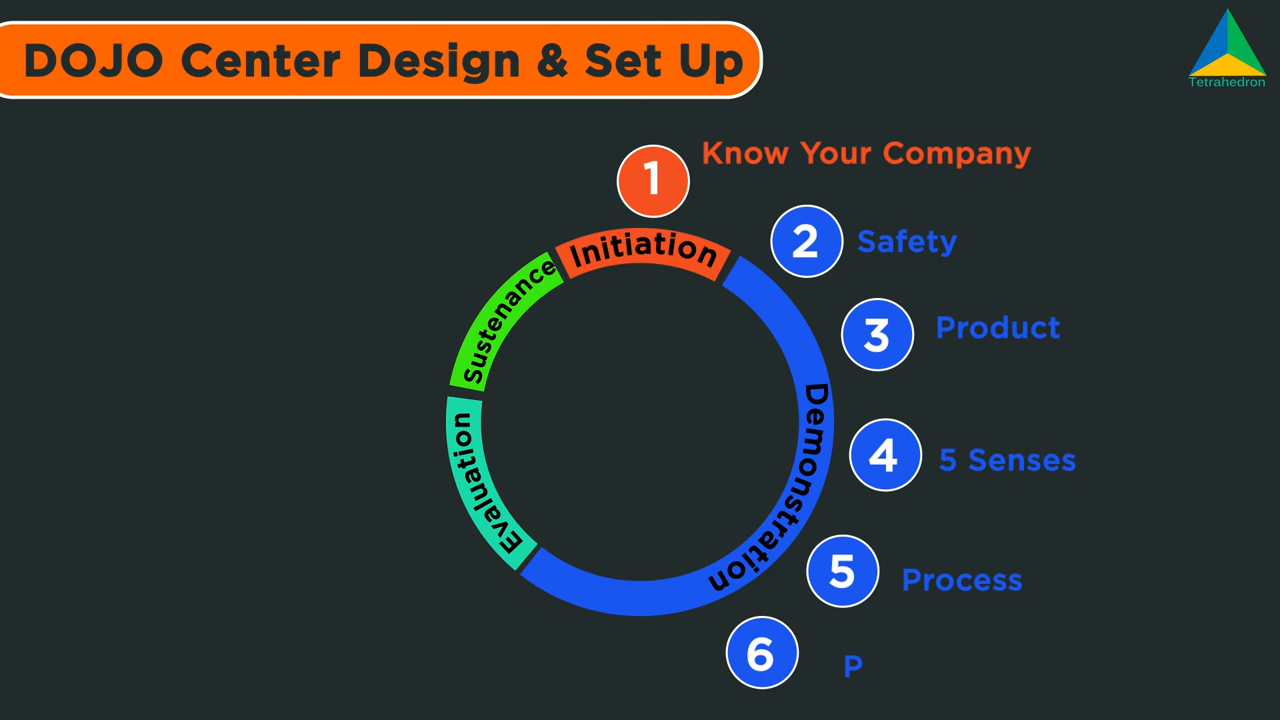 DOJO Center Design & Set Up
Tetrahedron
1 Know Your Company
2 Safety
3 Product
4 5 Senses
5 Process
6 P
Initiation
Demonstration
Evaluation
Sustenance